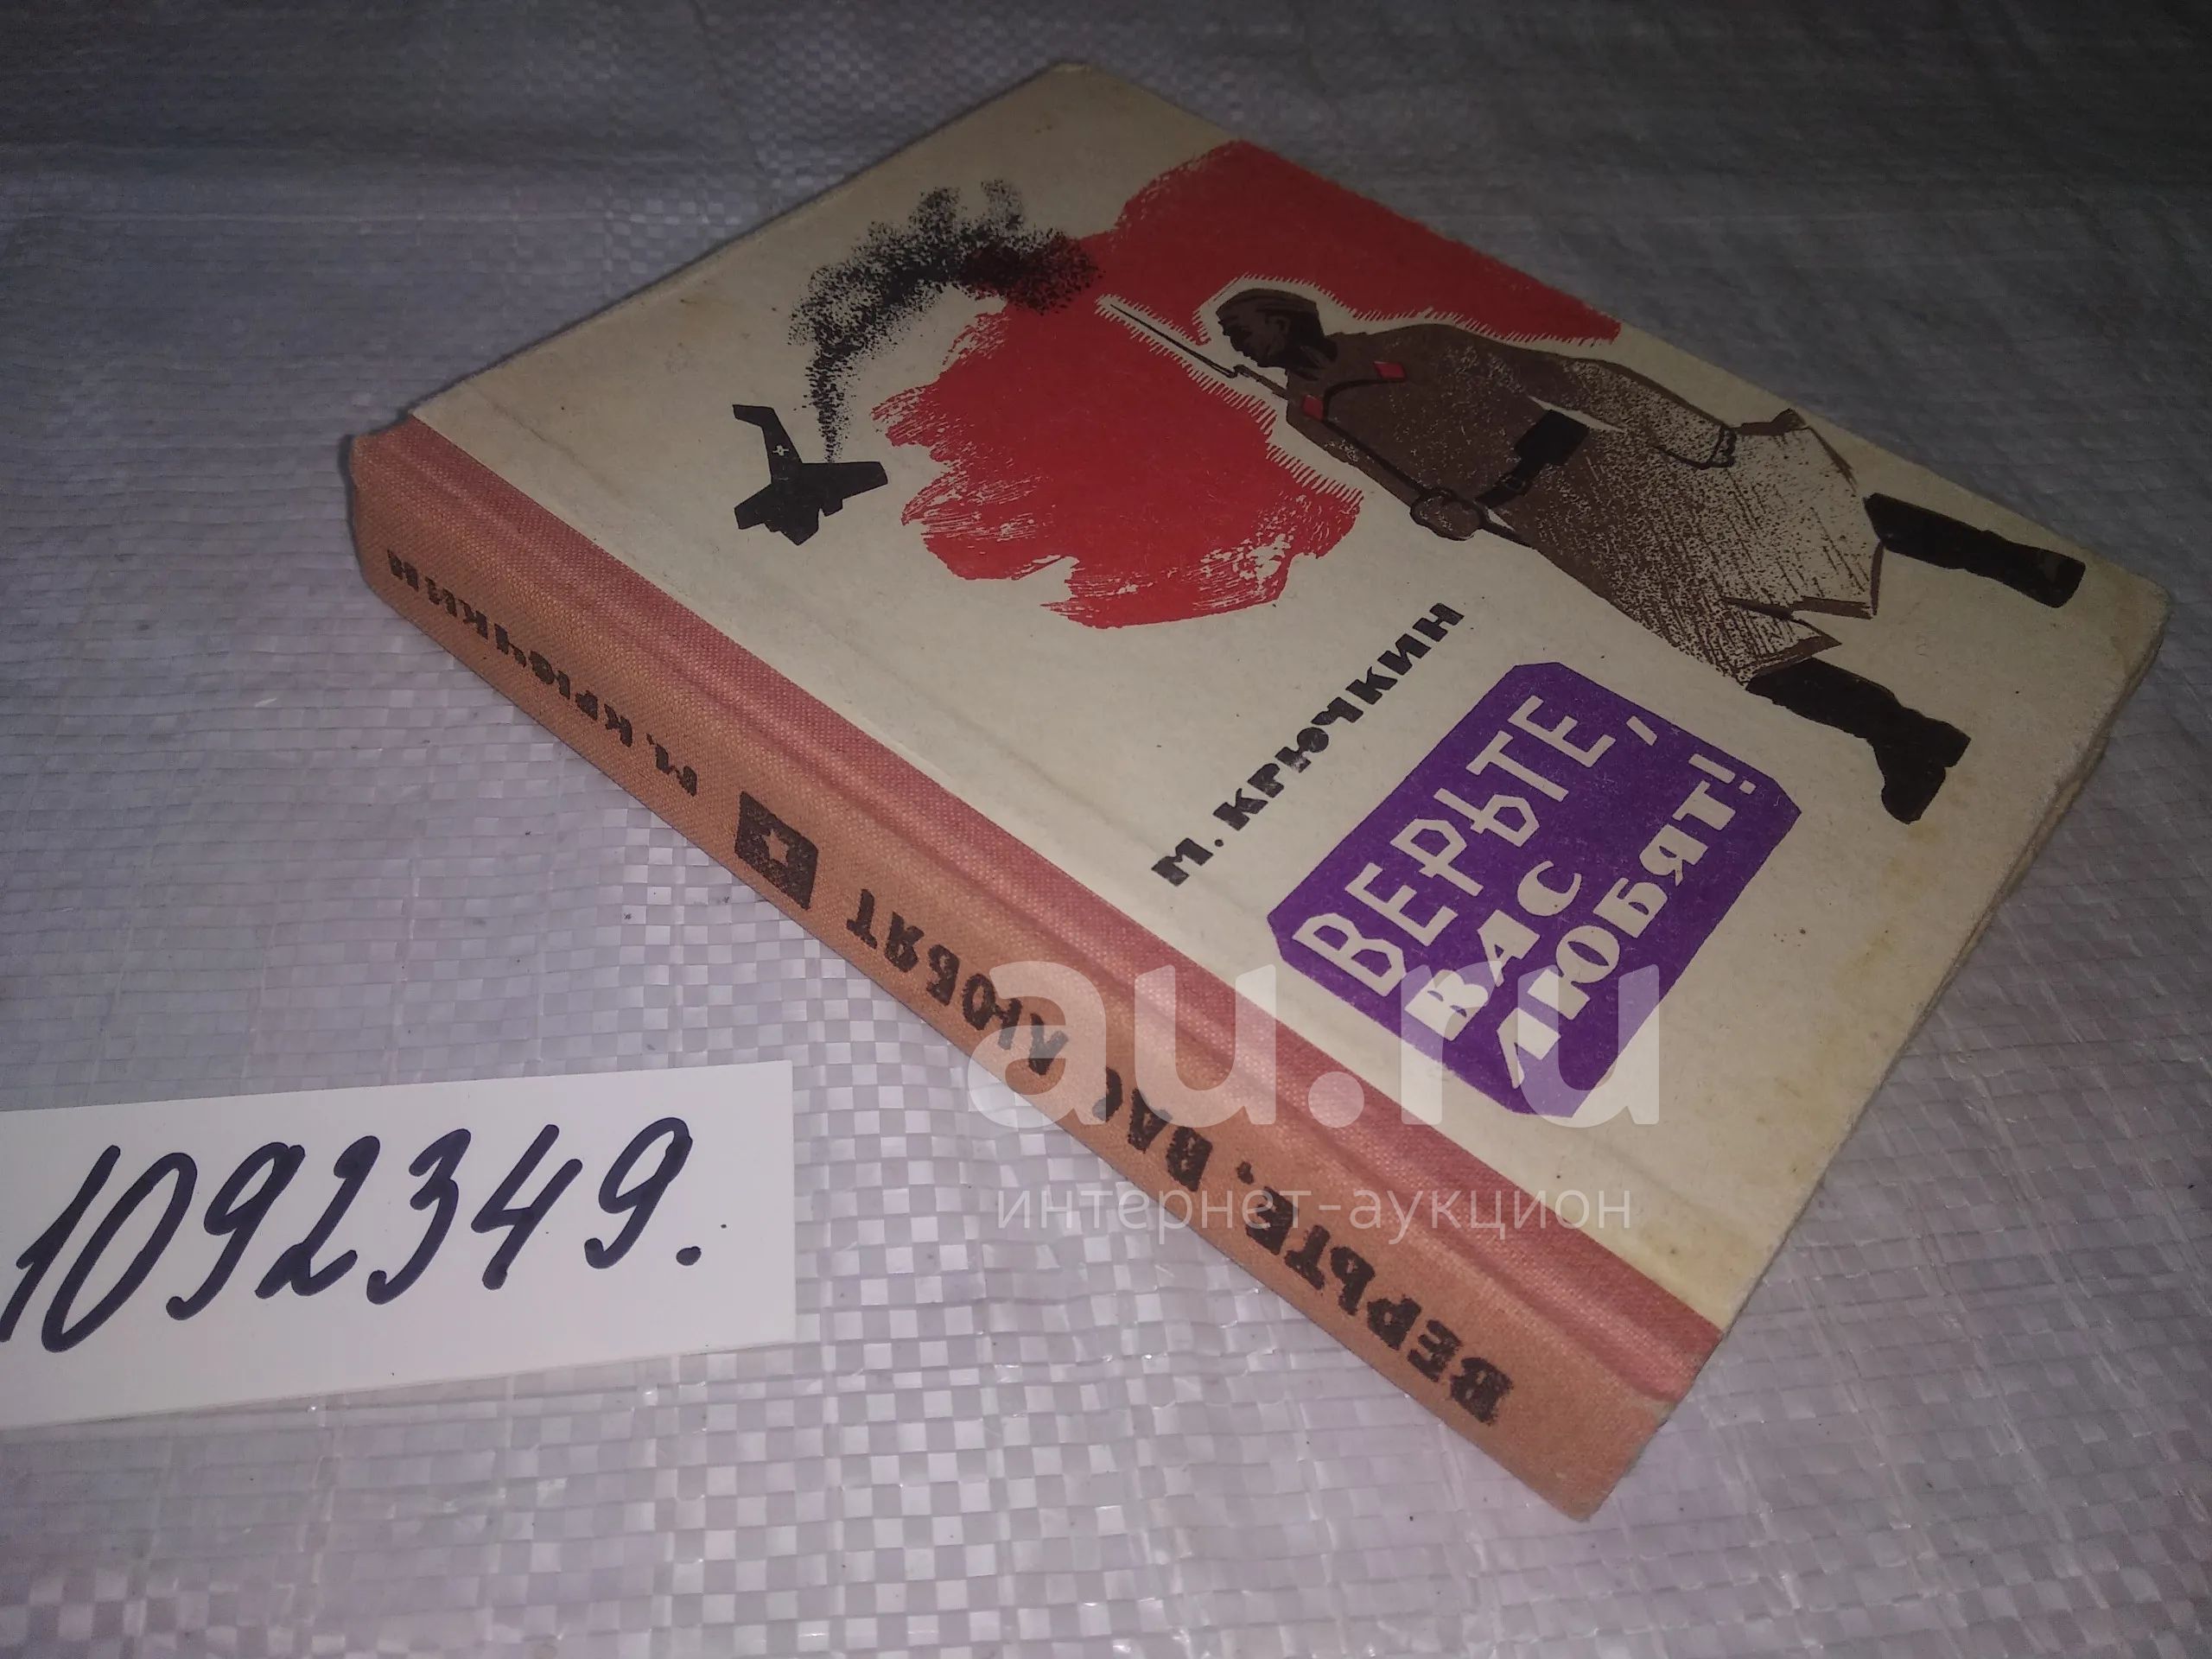 М. КРЮЧКИН
ВЕРЬТЕ,
ВАС
ЛЮБЯТ!
ВЕРЬТЕ, ВАС ЛЮБЯТ М. КРЮЧКИН
1092349.
au.ru
интернет-аукцион